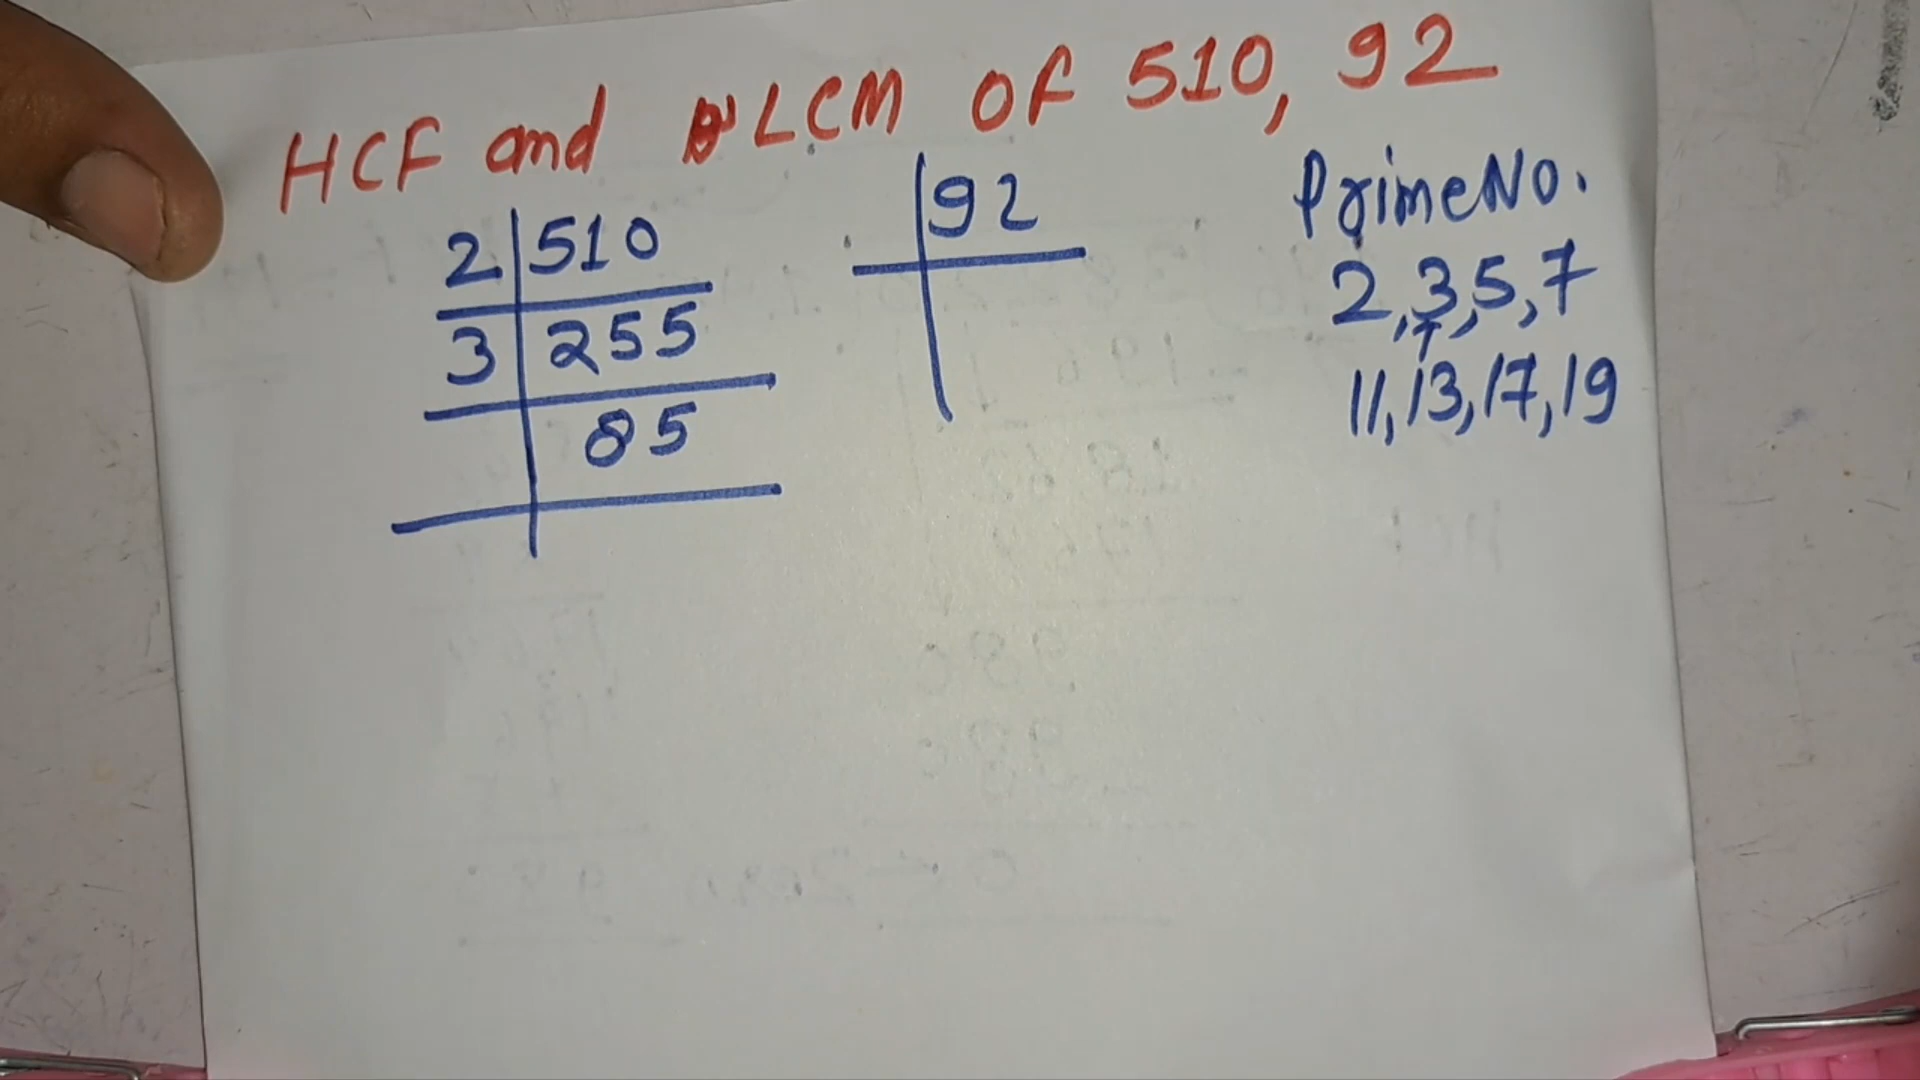 HCF and LCM OF 510, 92
2 | 510
3 | 255
85
92
Prime No.
2, 3, 5, 7
11, 13, 17, 19